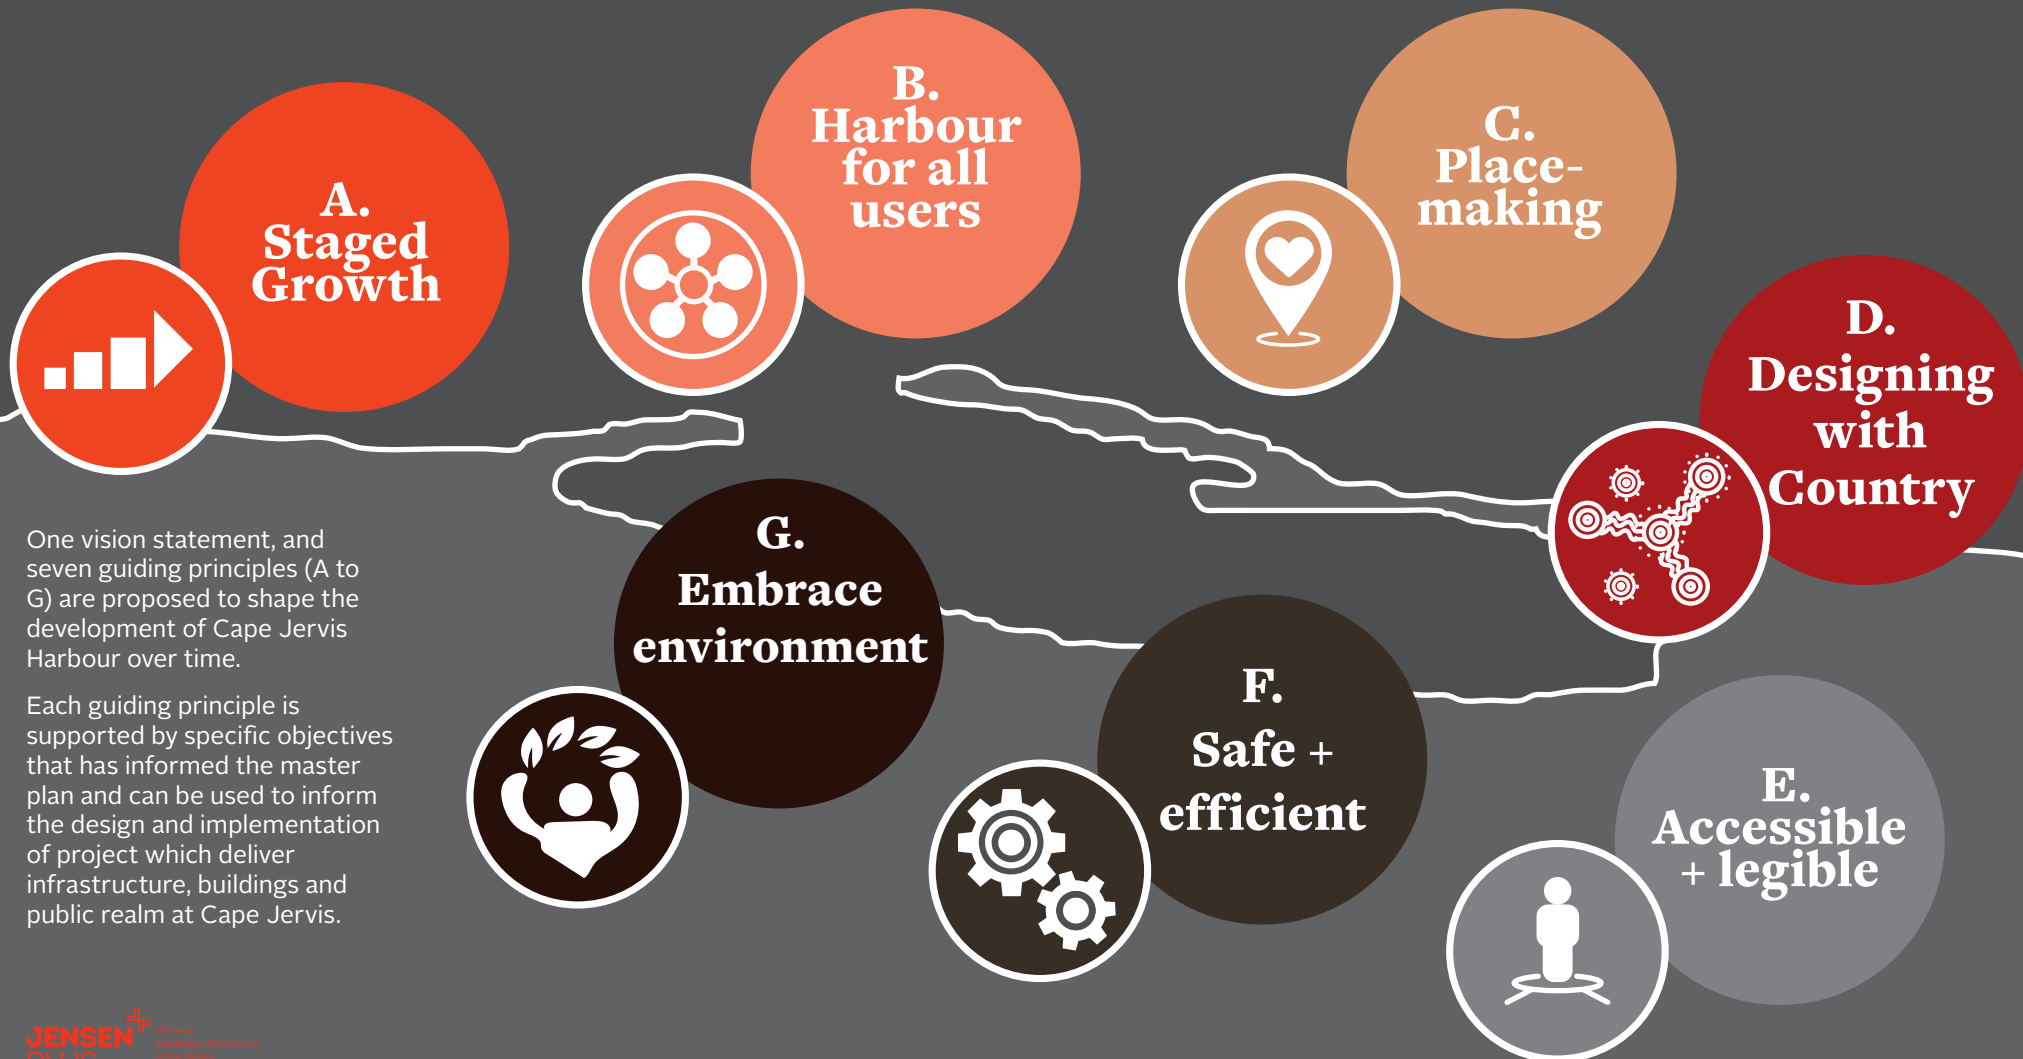 A.
Staged
Growth
B.
Harbour
for all
users
C.
Place-
making
D.
Designing
with
Country
G.
Embrace
environment
F.
Safe +
efficient
E.
Accessible
+ legible
One vision statement, and
seven guiding principles (A to
G) are proposed to shape the
development of Cape Jervis
Harbour over time.
Each guiding principle is
supported by specific objectives
that has informed the master
plan and can be used to inform
the design and implementation
of project which deliver
infrastructure, buildings and
public realm at Cape Jervis.
JENSEN
PLUS
Landscape Architecture